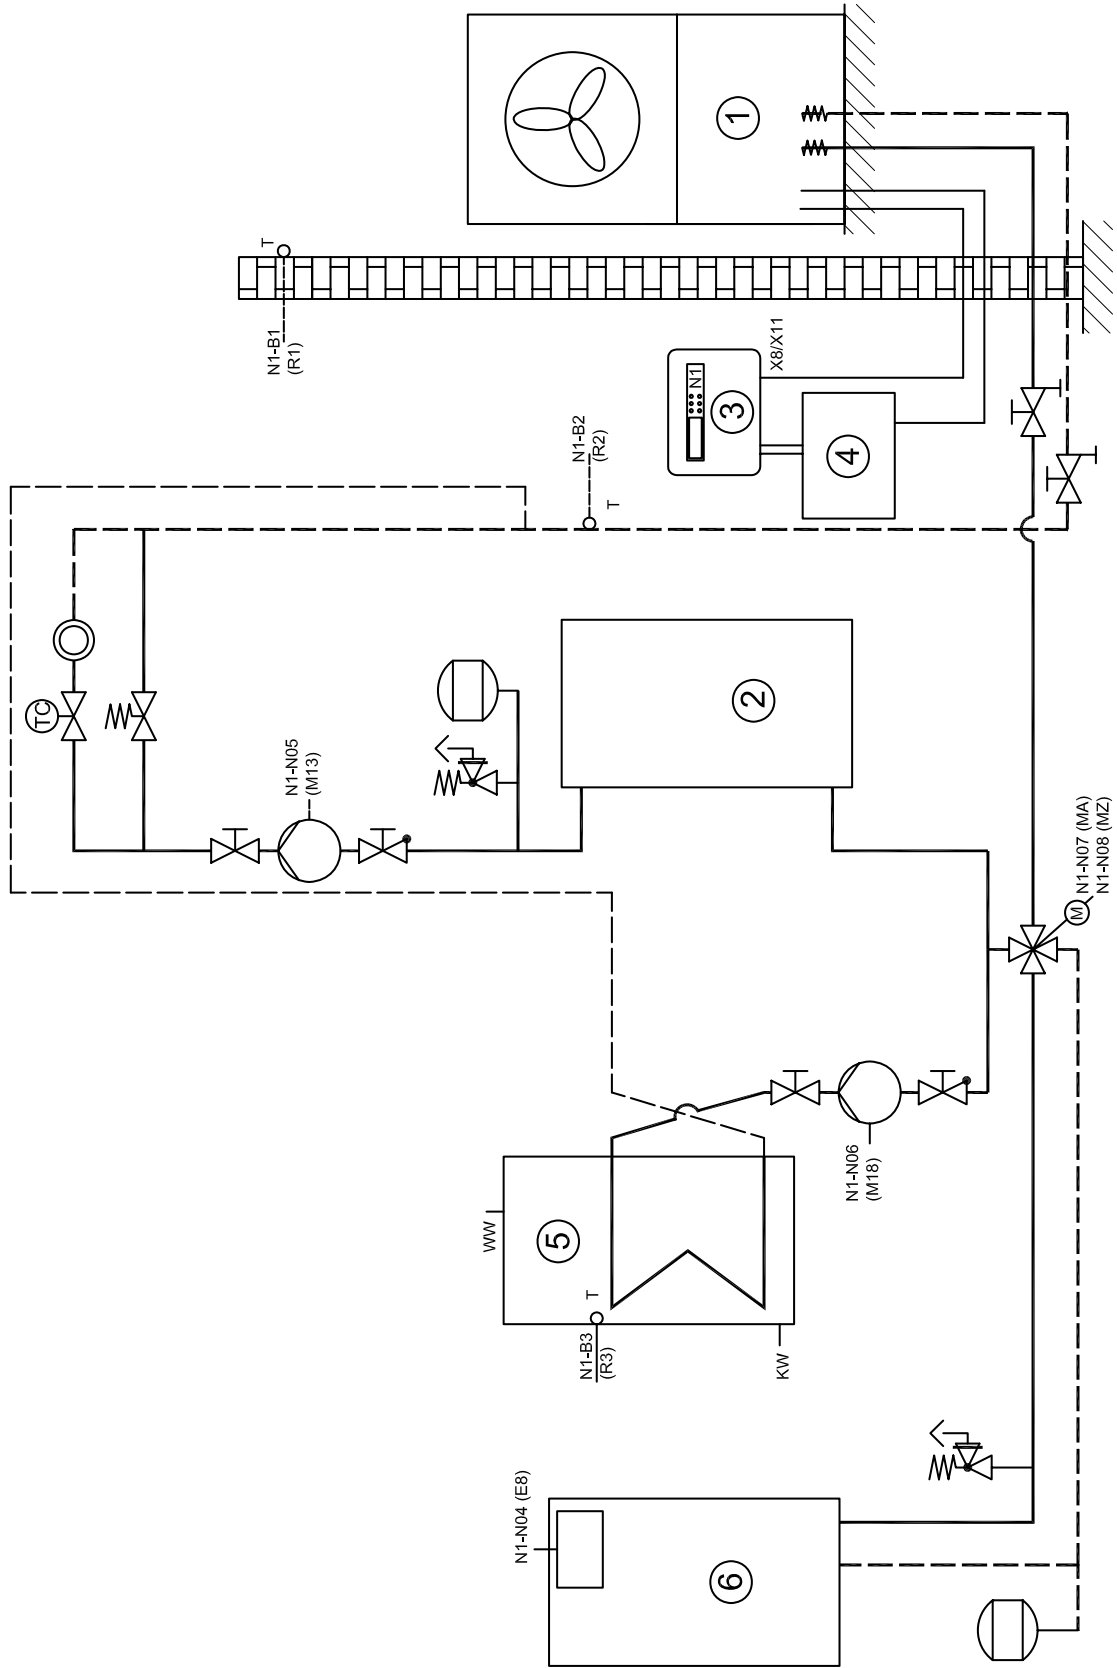 N1-B1
(R1)
T
1
X8/X11
N1
3
4
N1-B2
(R2)
T
TC
N1-N05
(M13)
2
N1-N07 (MA)
N1-N08 (MZ)
M
N1-N06
(M18)
WW
5
T
N1-B3
(R3)
KW
N1-N04 (E8)
6